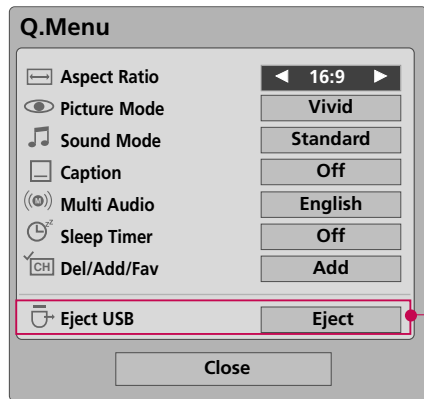 Q.Menu
Aspect Ratio ◀ 16:9 ▶
Picture Mode Vivid
Sound Mode Standard
Caption Off
Multi Audio English
Sleep Timer Off
Del/Add/Fav Add
Eject USB Eject
Close